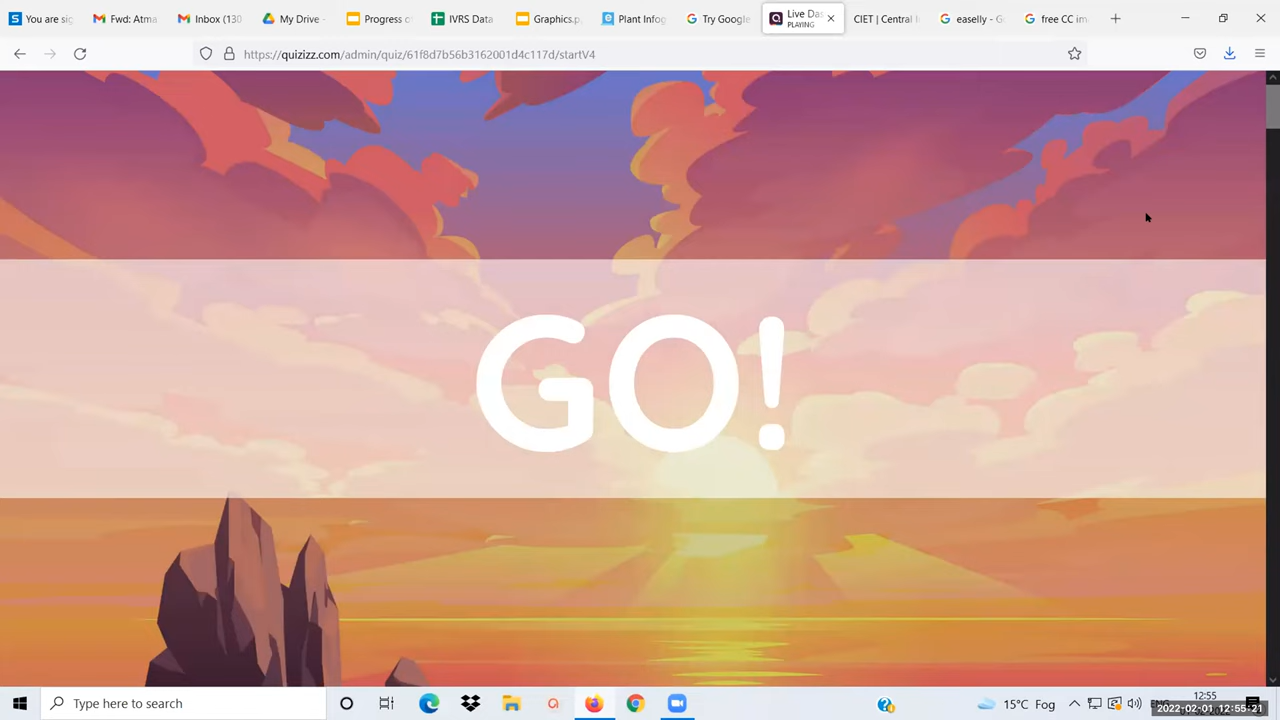 You are sig
Fwd: Atma
Inbox (130
My Drive -
Progress o
IVRS Data
Graphics.p
Plant Infog
Try Google
Live Das
PLAYING
CIET | Central I
easelly - G
free CC im
https://quizizz.com/admin/quiz/61f8d7b56b3162001d4c117d/startV4
GO!
Type here to search
15°C Fog
12:55
2022-02-01 12:55:21